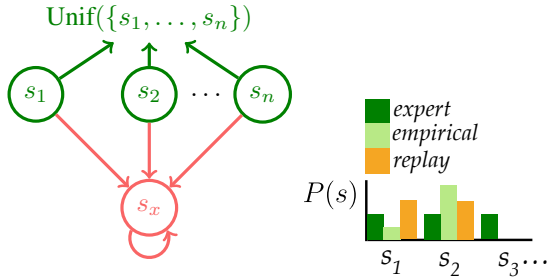 Unif({s₁, . . . , sₙ})
s₁ s₂ · · · sₙ
sₓ
expert
empirical
replay
P(s)
s₁ s₂ s₃...